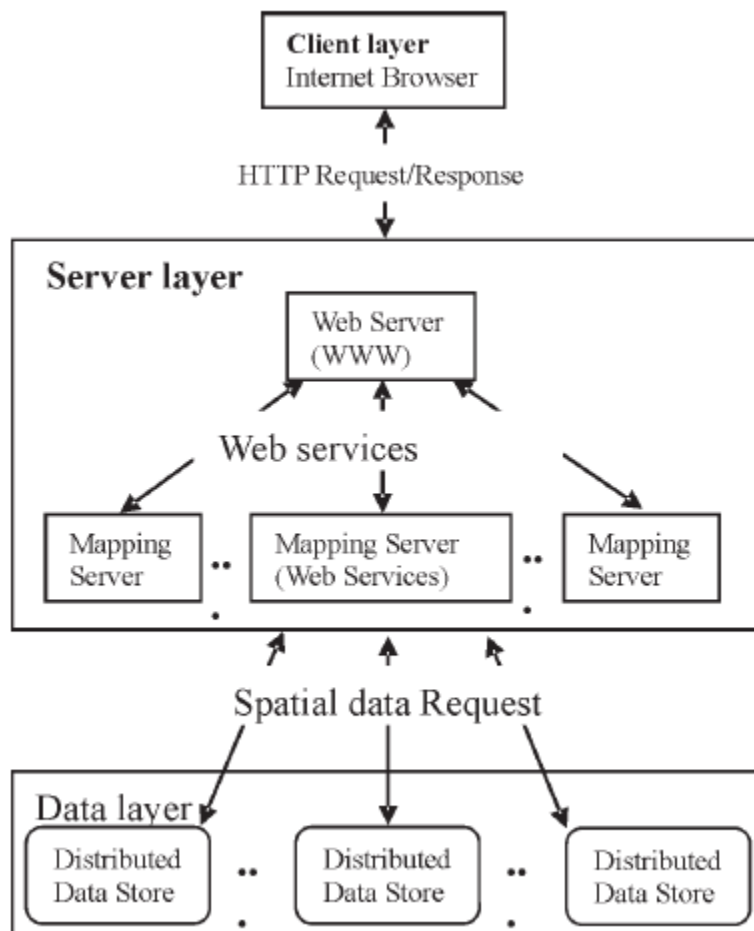 Client layer
Internet Browser
HTTP Request/Response
Server layer
Web Server
(WWW)
Web services
Mapping
Server
Mapping Server
(Web Services)
Mapping
Server
Spatial data Request
Data layer
Distributed
Data Store
Distributed
Data Store
Distributed
Data Store